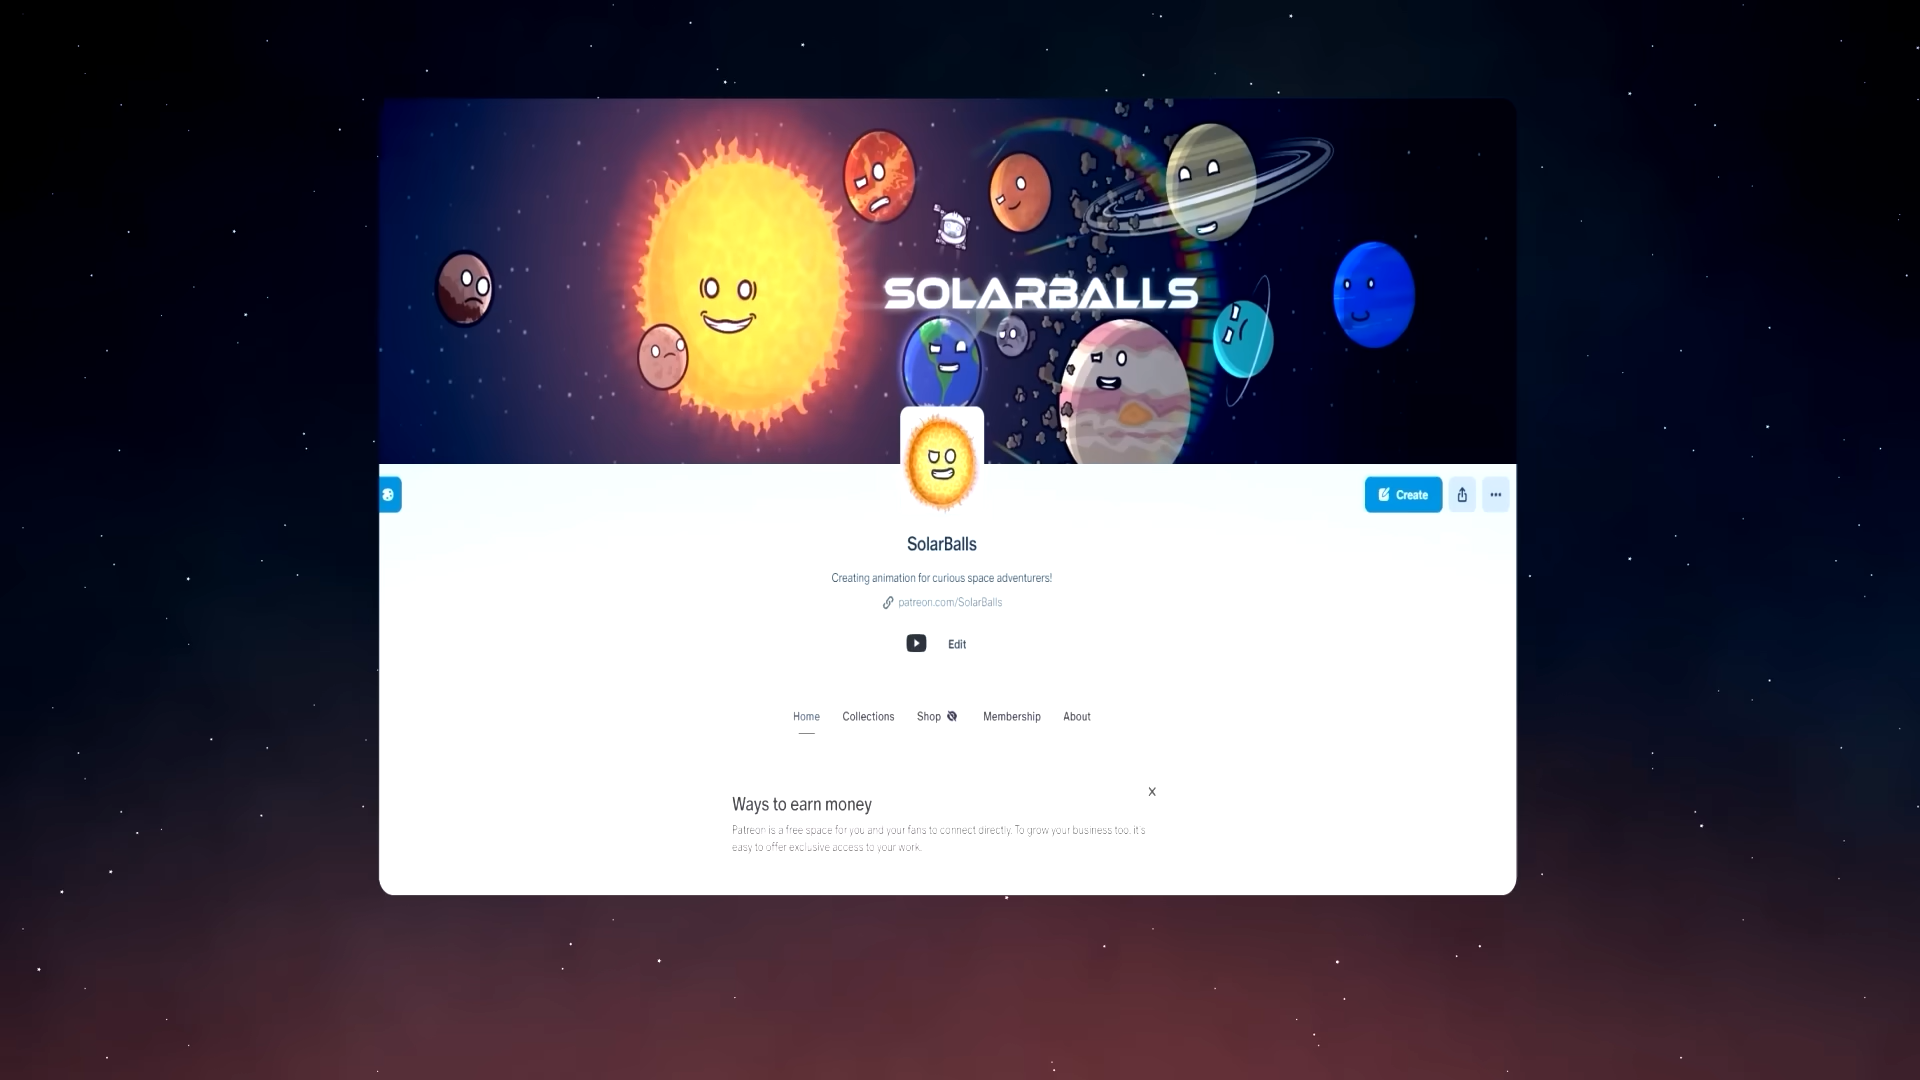 SOLARBALLS
Create
SolarBalls
Creating animation for curious space adventurers!
patreon.com/SolarBalls
Edit
Home Collections Shop Membership About
X
Ways to earn money
Patreon is a free space for you and your fans to connect directly. To grow your business too, it's
easy to offer exclusive access to your work.